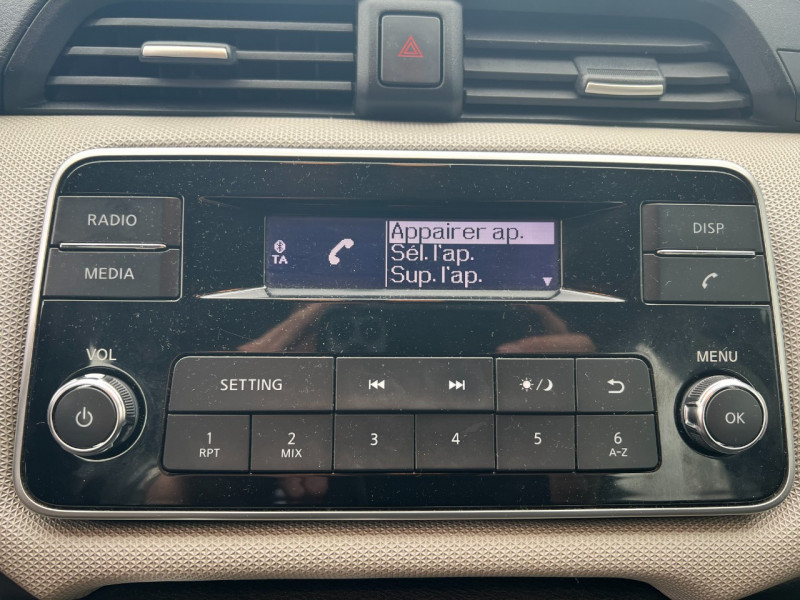 RADIO
MEDIA
TA
Appairer ap.
Sél. l'ap.
Sup. l'ap.
DISP
VOL
MENU
SETTING
OK
1
RPT
2
MIX
3
4
5
6
A-Z